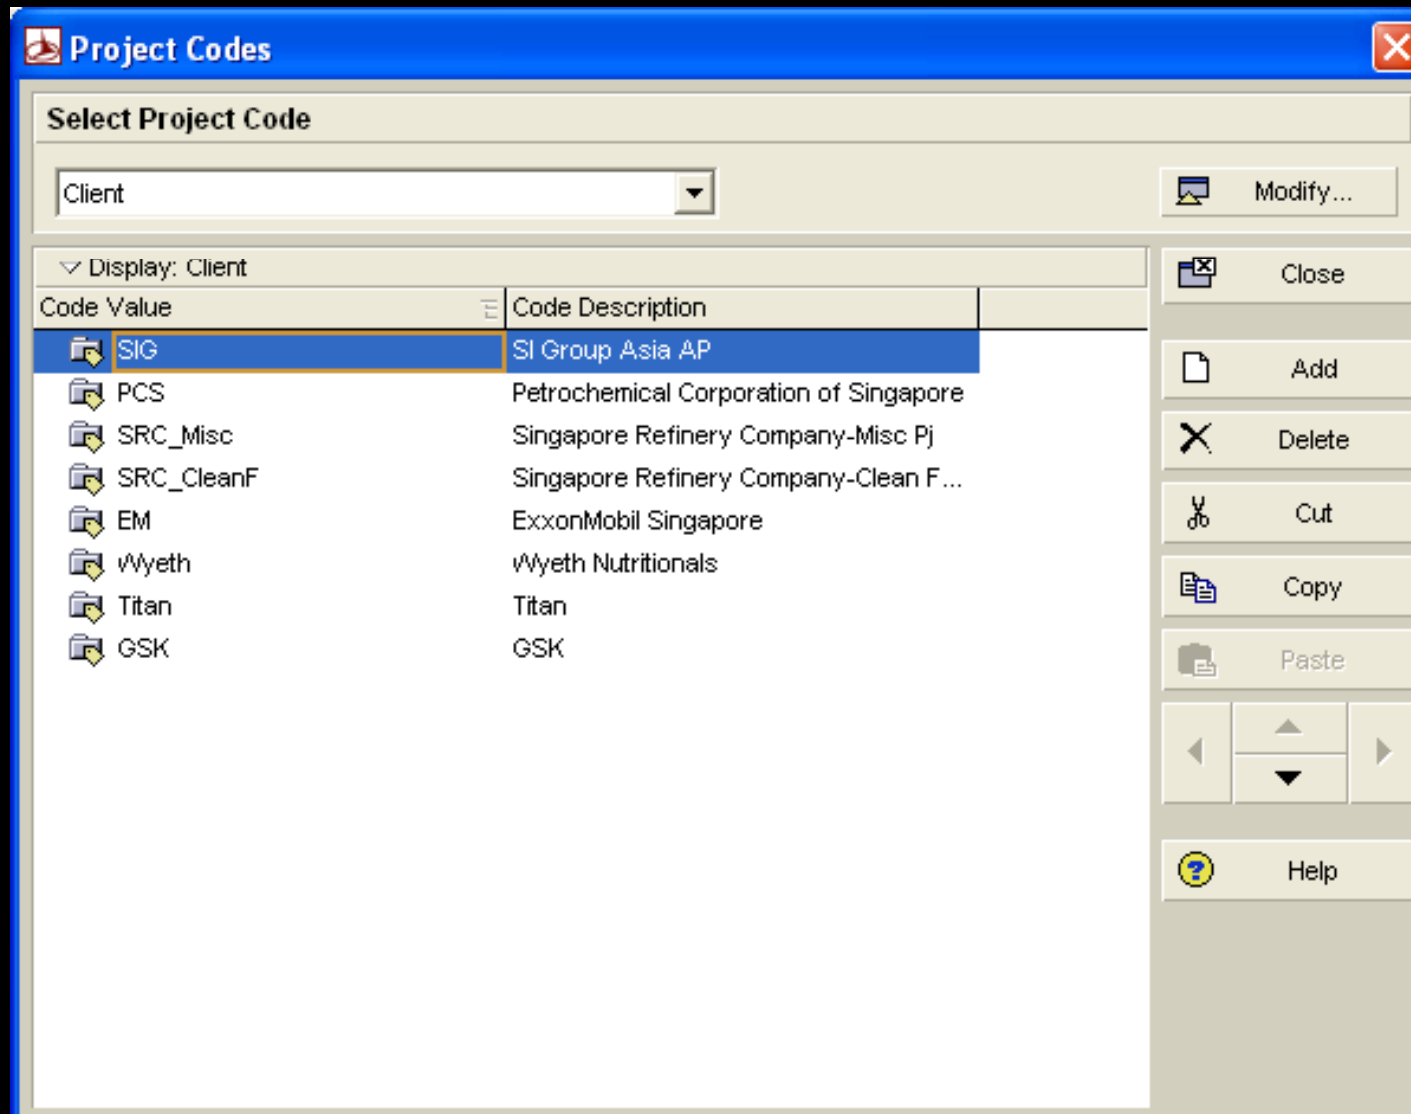 Project Codes
Select Project Code
Client
Modify...
Display: Client
Close
Code Value Code Description
SIG SI Group Asia AP
Add
PCS Petrochemical Corporation of Singapore
SRC_Misc Singapore Refinery Company-Misc Pj
Delete
SRC_CleanF Singapore Refinery Company-Clean F...
EM ExxonMobil Singapore
Cut
Wyeth Wyeth Nutritionals
Copy
Titan Titan
GSK GSK
Paste
Help